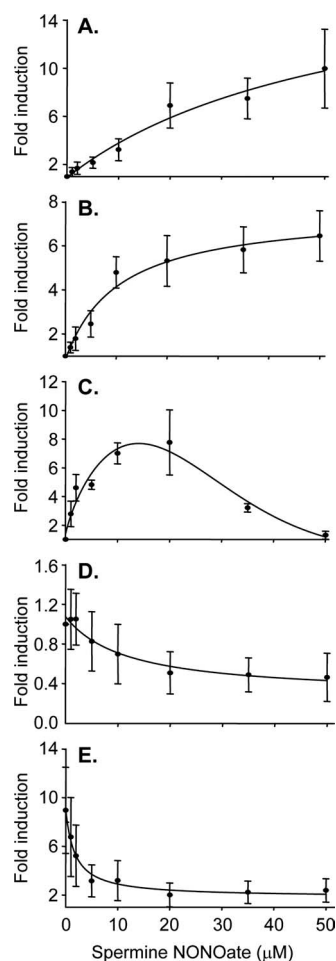 A.
Fold induction
14
10
6
2
B.
Fold induction
8
6
4
2
C.
Fold induction
12
10
8
6
4
2
D.
Fold induction
1.6
1.2
0.8
0.4
0.0
E.
Fold induction
14
10
6
2
0 10 20 30 40 50
Spermine NONOate (μM)